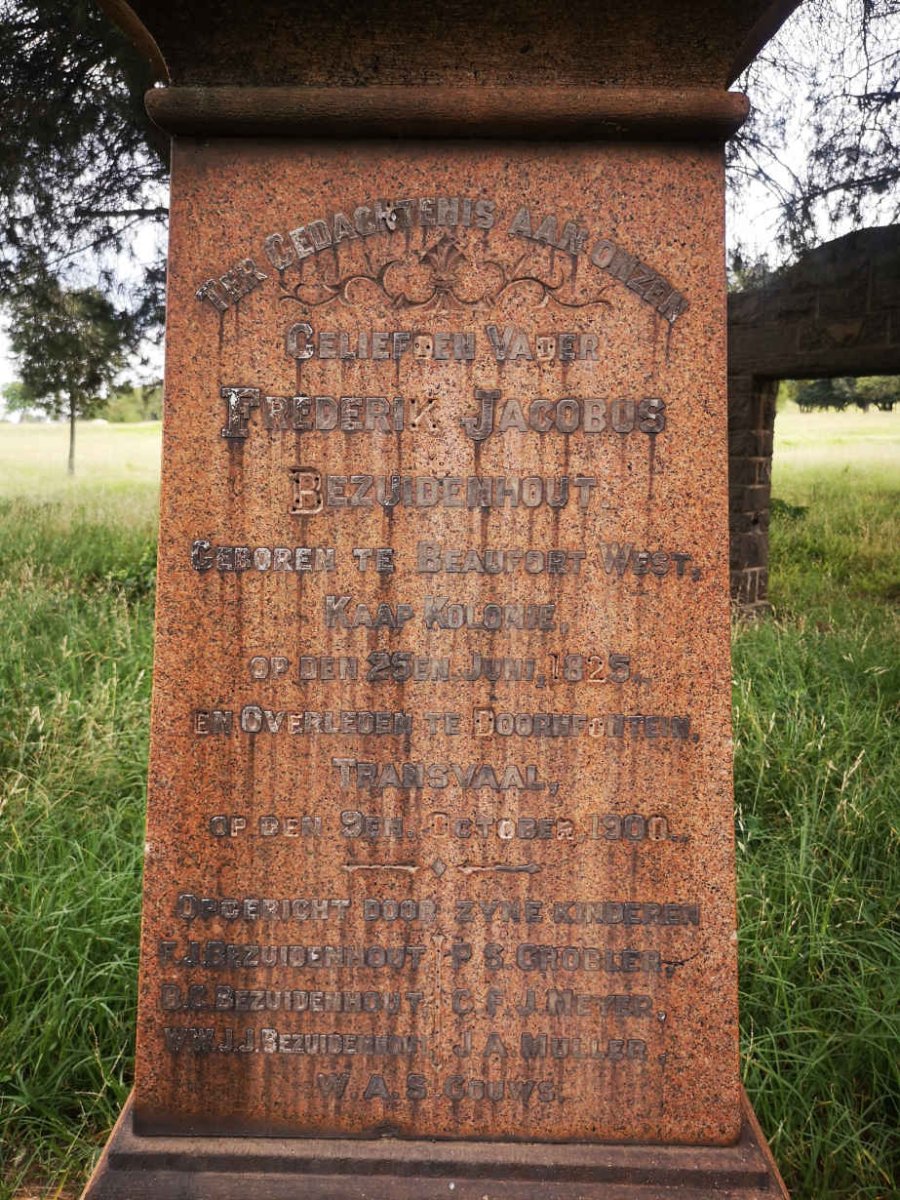 TER GEDACHTENIS AAN ONZEN
GELIEFDEN VADER
FREDERIK JACOBUS
BEZUIDENHOUT
GEBOREN TE BEAUFORT WEST,
KAAP KOLONIE,
OP DEN 25EN JUNI, 1825.,
EN OVERLEDEN TE DOORNFONTEIN,
TRANSVAAL,
OP DEN 9EN. OCTOBER 1900.,
OPGERICHT DOOR ZYNE KINDEREN
F.J.BEZUIDENHOUT, P.S.GROBLER,
B.C.BEZUIDENHOUT, C.F.J.MEYER,
W.W.J.J.BEZUIDENHOUT, J.A.MULLER,
W.A.S.GOUWS.